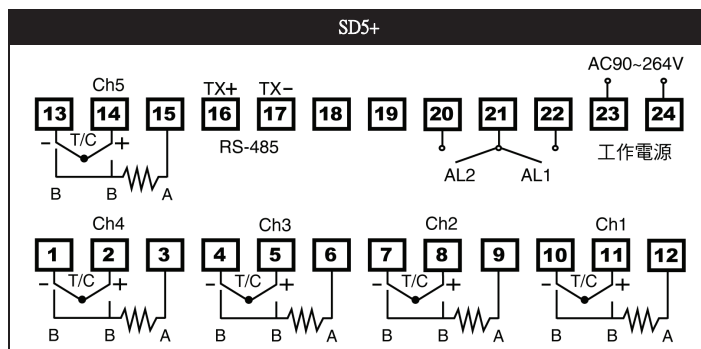 SD5+
AC90~264V
Ch5 TX+ TX−
13 14 15 16 17 18 19 20 21 22 23 24
− T/C + RS-485 AL2 AL1 工作電源
B B A
Ch4 Ch3 Ch2 Ch1
1 2 3 4 5 6 7 8 9 10 11 12
− T/C + − T/C + − T/C + − T/C +
B B A B B A B B A B B A